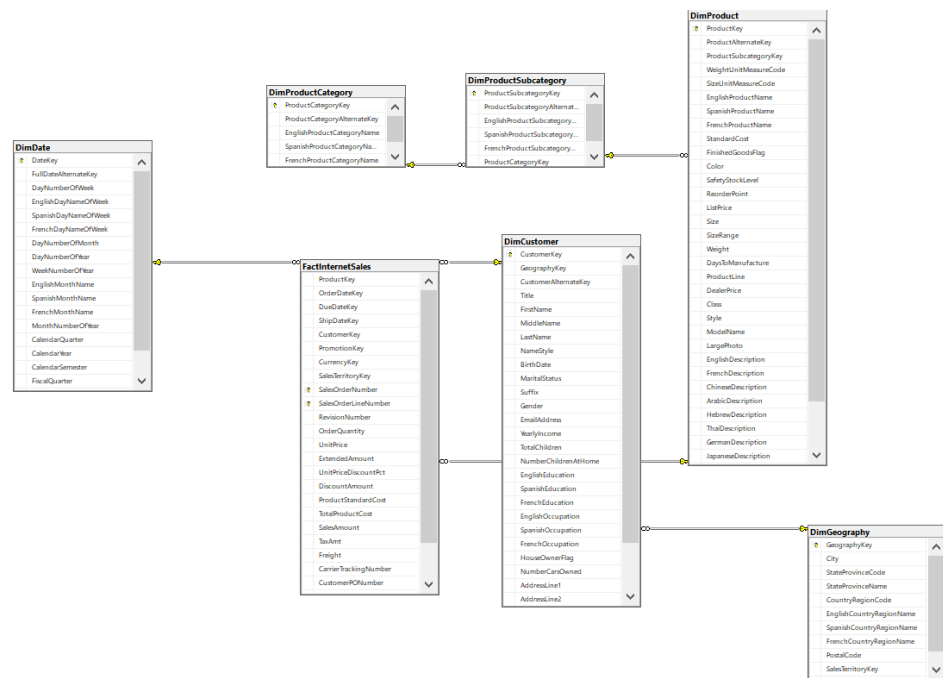 DimProduct
ProductKey
ProductAlternateKey
ProductSubcategoryKey
WeightUnitMeasureCode
SizeUnitMeasureCode
EnglishProductName
SpanishProductName
FrenchProductName
StandardCost
FinishedGoodsFlag
Color
SafetyStockLevel
ReorderPoint
ListPrice
Size
SizeRange
Weight
DaysToManufacture
ProductLine
DealerPrice
Class
Style
ModelName
LargePhoto
EnglishDescription
FrenchDescription
ChineseDescription
ArabicDescription
HebrewDescription
ThaiDescription
GermanDescription
JapaneseDescription
DimProductSubcategory
ProductSubcategoryKey
ProductSubcategoryAlternat...
EnglishProductSubcategory...
SpanishProductSubcategory...
FrenchProductSubcategory...
ProductCategoryKey
DimProductCategory
ProductCategoryKey
ProductCategoryAlternateKey
EnglishProductCategoryName
SpanishProductCategoryNa...
FrenchProductCategoryName
DimDate
DateKey
FullDateAlternateKey
DayNumberOfWeek
EnglishDayNameOfWeek
SpanishDayNameOfWeek
FrenchDayNameOfWeek
DayNumberOfMonth
DayNumberOfYear
WeekNumberOfYear
EnglishMonthName
SpanishMonthName
FrenchMonthName
MonthNumberOfYear
CalendarQuarter
CalendarYear
CalendarSemester
FiscalQuarter
FactInternetSales
ProductKey
OrderDateKey
DueDateKey
ShipDateKey
CustomerKey
PromotionKey
CurrencyKey
SalesTerritoryKey
SalesOrderNumber
SalesOrderLineNumber
RevisionNumber
OrderQuantity
UnitPrice
ExtendedAmount
UnitPriceDiscountPct
DiscountAmount
ProductStandardCost
TotalProductCost
SalesAmount
TaxAmt
Freight
CarrierTrackingNumber
CustomerPONumber
DimCustomer
CustomerKey
GeographyKey
CustomerAlternateKey
Title
FirstName
MiddleName
LastName
NameStyle
BirthDate
MaritalStatus
Suffix
Gender
EmailAddress
YearlyIncome
TotalChildren
NumberChildrenAtHome
EnglishEducation
SpanishEducation
FrenchEducation
EnglishOccupation
SpanishOccupation
FrenchOccupation
HouseOwnerFlag
NumberCarsOwned
AddressLine1
AddressLine2
DimGeography
GeographyKey
City
StateProvinceCode
StateProvinceName
CountryRegionCode
EnglishCountryRegionName
SpanishCountryRegionName
FrenchCountryRegionName
PostalCode
SalesTerritoryKey